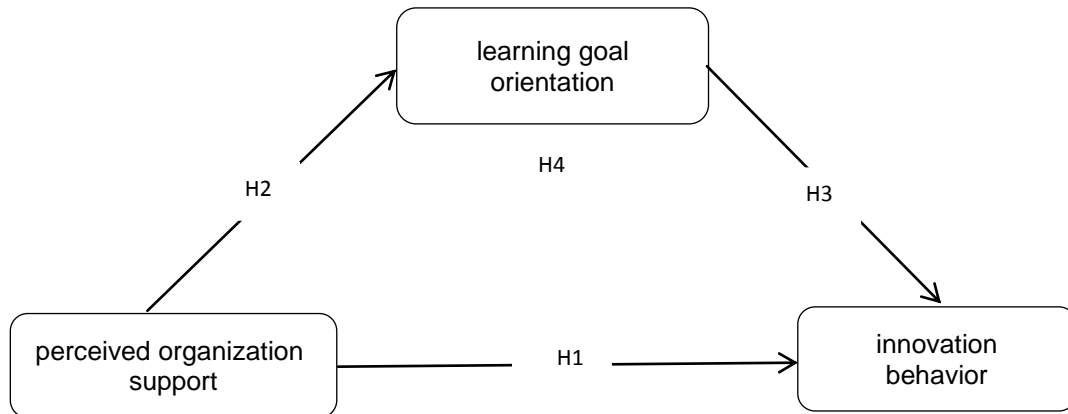 learning goal
orientation
H4
H2
H3
perceived organization
support
H1
innovation
behavior